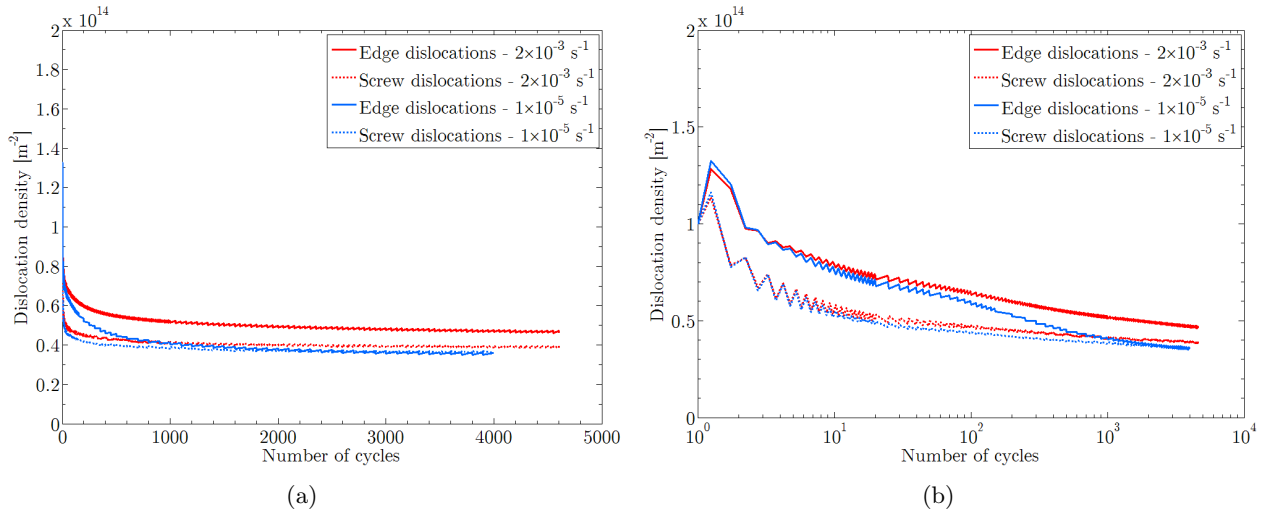 x 10^14
2
1.8
1.6
1.4
1.2
1
0.8
0.6
0.4
0.2
0
Dislocation density [m^-2]
Edge dislocations - 2×10^-3 s^-1
Screw dislocations - 2×10^-3 s^-1
Edge dislocations - 1×10^-5 s^-1
Screw dislocations - 1×10^-5 s^-1
0 1000 2000 3000 4000 5000
Number of cycles
(a)
x 10^14
2
1.5
1
0.5
0
Dislocation density [m^-2]
Edge dislocations - 2×10^-3 s^-1
Screw dislocations - 2×10^-3 s^-1
Edge dislocations - 1×10^-5 s^-1
Screw dislocations - 1×10^-5 s^-1
10^0 10^1 10^2 10^3 10^4
Number of cycles
(b)